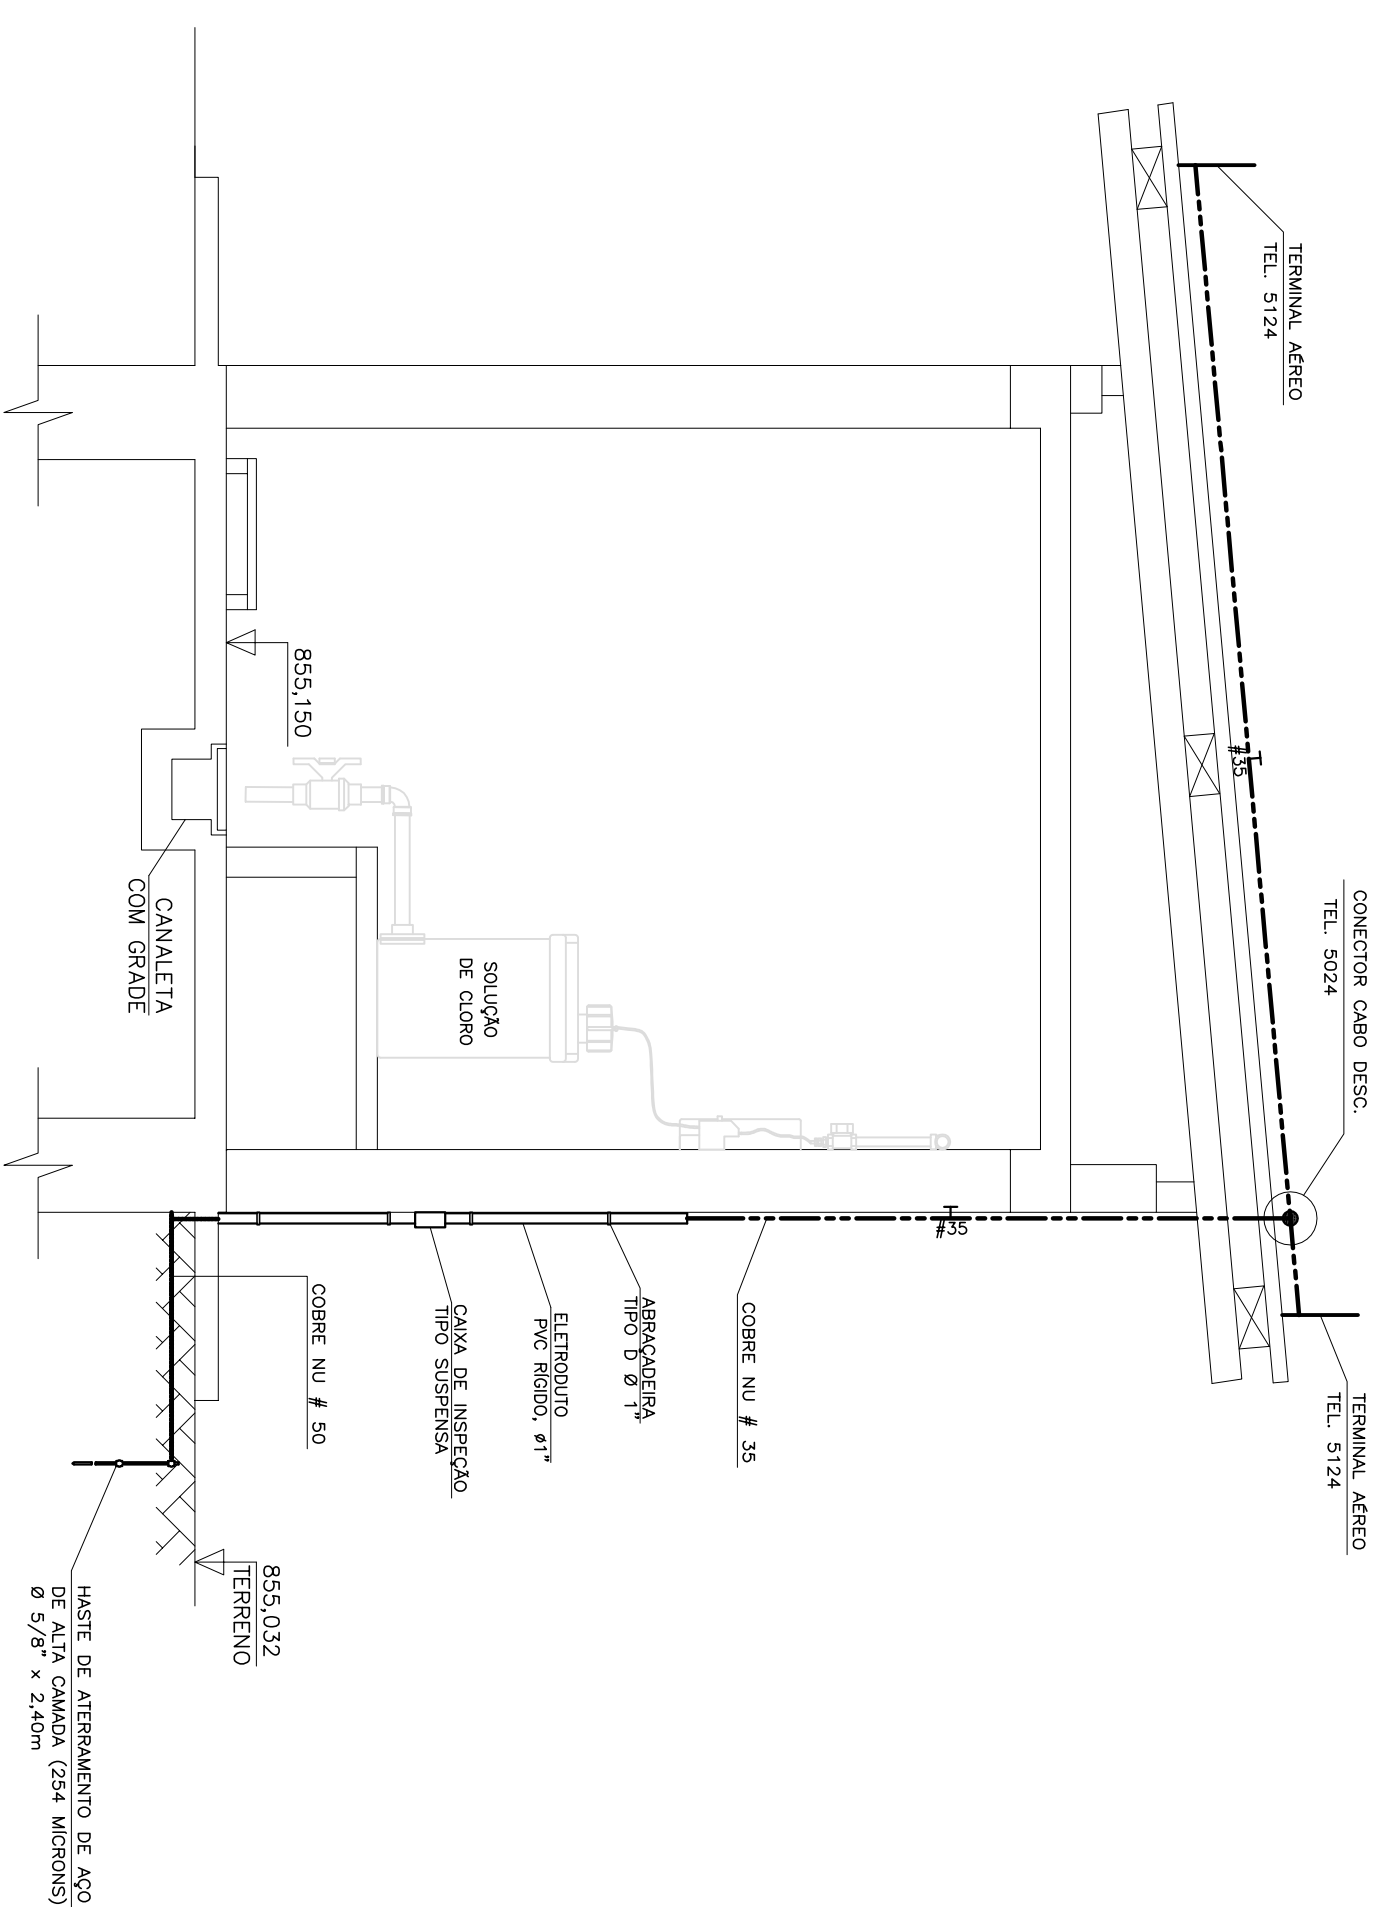 TERMINAL AÉREO
TEL. 5124
#35
CONECTOR CABO DESC.
TEL. 5024
TERMINAL AÉREO
TEL. 5124
#35
COBRE NU # 35
ABRAÇADEIRA
TIPO D Ø 1"
ELETRODUTO
PVC RÍGIDO, ø1"
CAIXA DE INSPEÇÃO
TIPO SUSPENSA
SOLUÇÃO
DE CLORO
855,150
CANALETA
COM GRADE
COBRE NU # 50
855,032
TERRENO
HASTE DE ATERRAMENTO DE AÇO
DE ALTA CAMADA (254 MÍCRONS)
Ø 5/8" x 2,40m